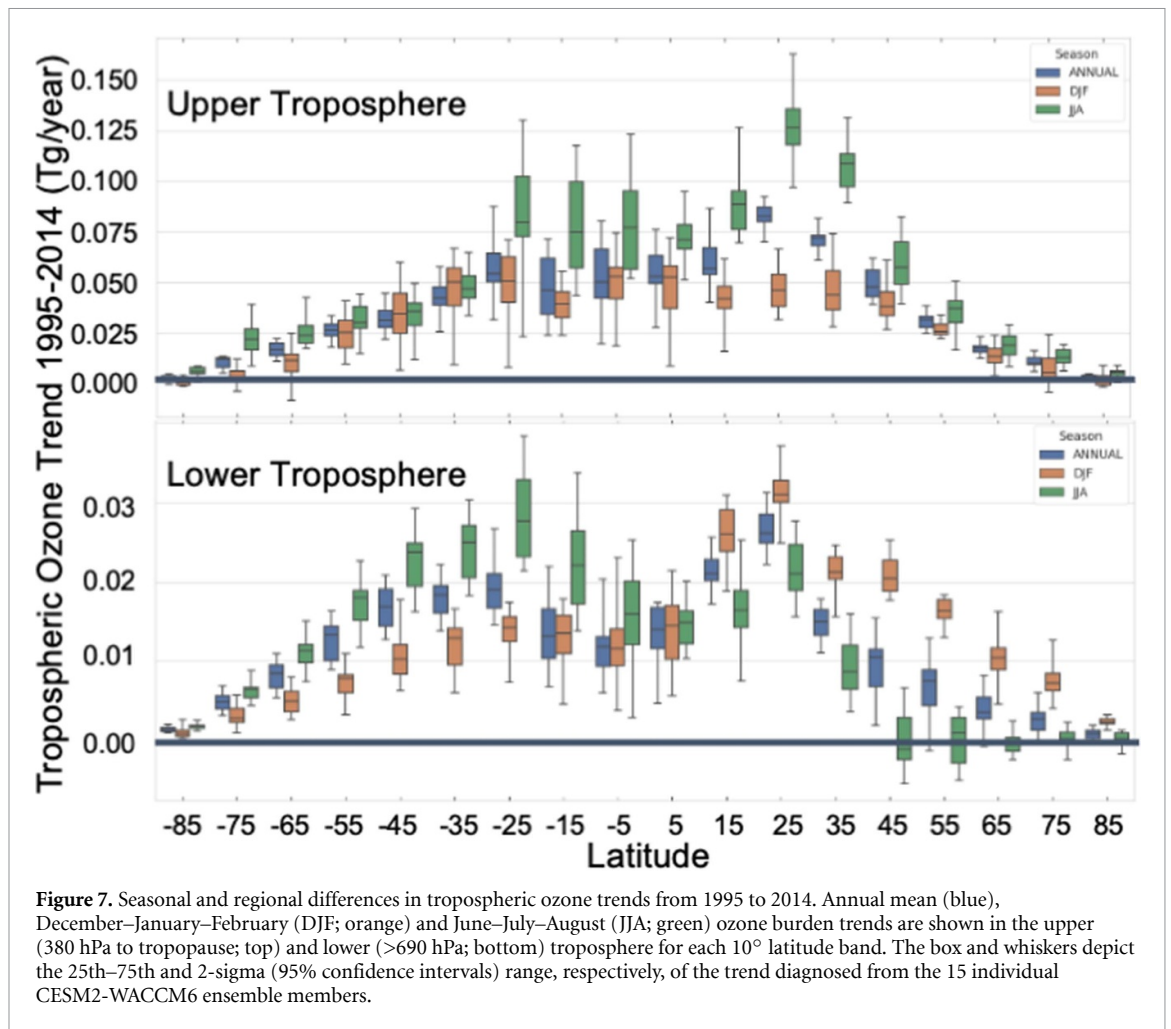 Tropospheric Ozone Trend 1995-2014 (Tg/year)
Upper Troposphere
0.150
0.125
0.100
0.075
0.050
0.025
0.000
Season
ANNUAL
DJF
JJA
Lower Troposphere
0.03
0.02
0.01
0.00
Season
ANNUAL
DJF
JJA
-85 -75 -65 -55 -45 -35 -25 -15 -5 5 15 25 35 45 55 65 75 85
Latitude
Figure 7. Seasonal and regional differences in tropospheric ozone trends from 1995 to 2014. Annual mean (blue),
December–January–February (DJF; orange) and June–July–August (JJA; green) ozone burden trends are shown in the upper
(380 hPa to tropopause; top) and lower (>690 hPa; bottom) troposphere for each 10° latitude band. The box and whiskers depict
the 25th–75th and 2-sigma (95% confidence intervals) range, respectively, of the trend diagnosed from the 15 individual
CESM2-WACCM6 ensemble members.